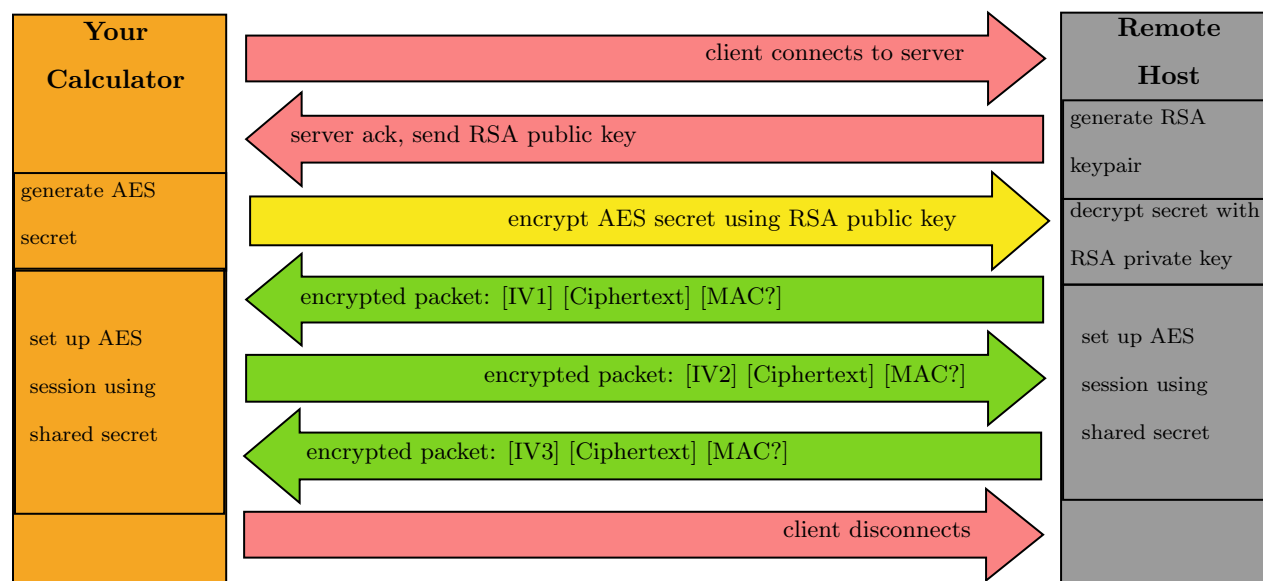 Your
Calculator
client connects to server
Remote
Host
generate RSA
keypair
server ack, send RSA public key
generate AES
secret
encrypt AES secret using RSA public key
decrypt secret with
RSA private key
encrypted packet: [IV1] [Ciphertext] [MAC?]
set up AES
session using
shared secret
encrypted packet: [IV2] [Ciphertext] [MAC?]
set up AES
session using
shared secret
encrypted packet: [IV3] [Ciphertext] [MAC?]
client disconnects